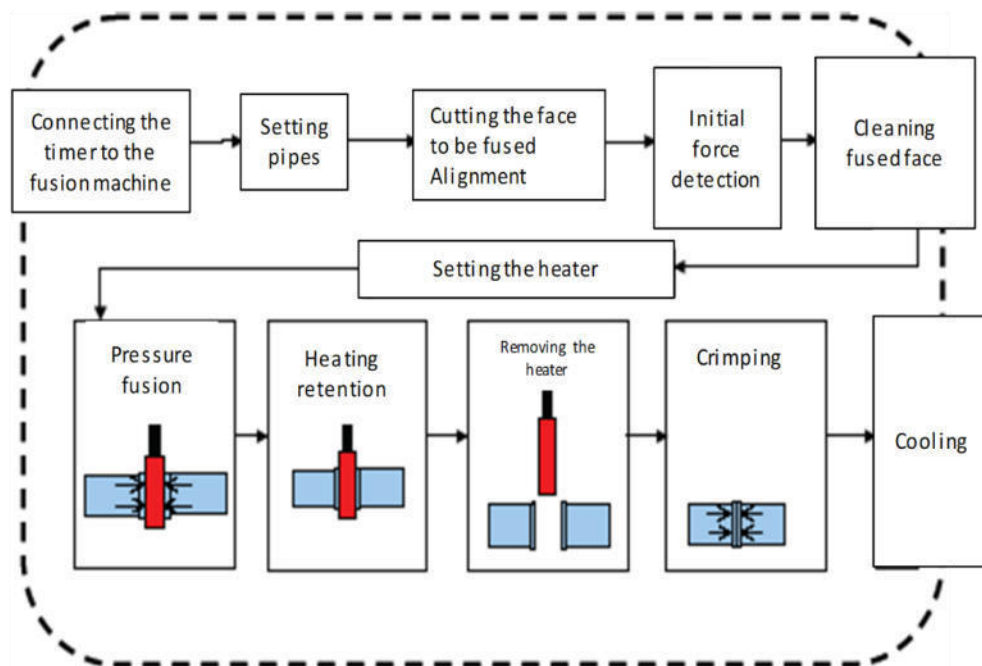 Connecting the
timer to the
fusion machine
Setting
pipes
Cutting the face
to be fused
Alignment
Initial
force
detection
Cleaning
fused face
Setting the heater
Pressure
fusion
Heating
retention
Removing the
heater
Crimping
Cooling